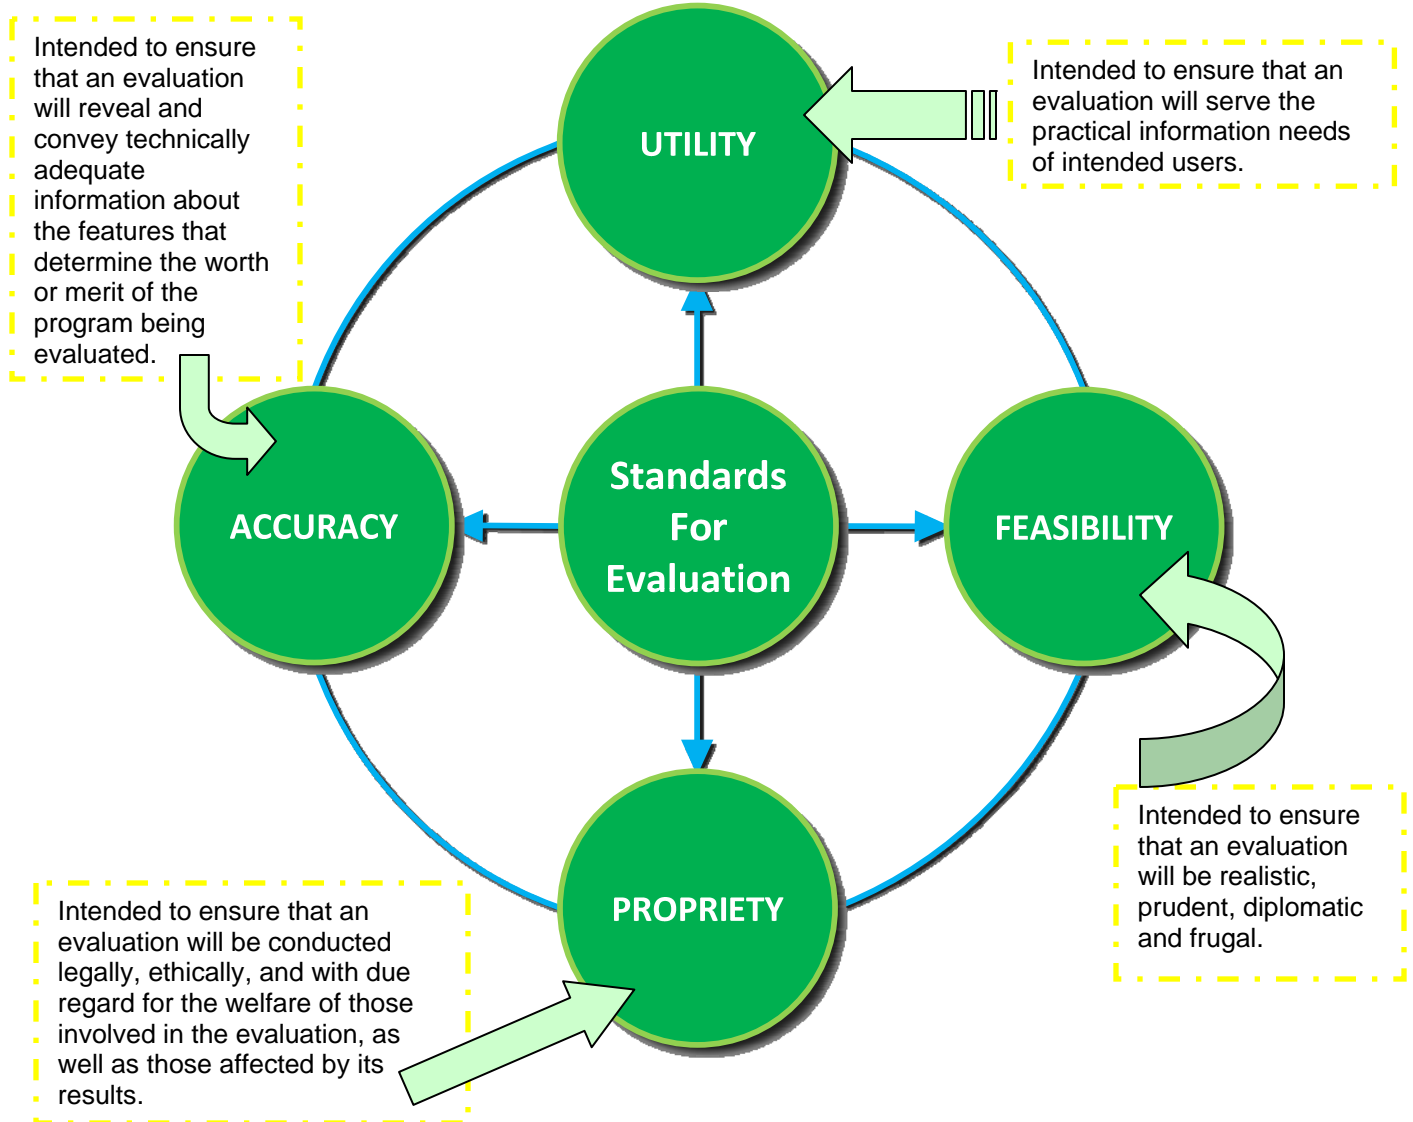 Intended to ensure
that an evaluation
will reveal and
convey technically
adequate
information about
the features that
determine the worth
or merit of the
program being
evaluated.
UTILITY
Intended to ensure that an
evaluation will serve the
practical information needs
of intended users.
ACCURACY
Standards
For
Evaluation
FEASIBILITY
Intended to ensure
that an evaluation
will be realistic,
prudent, diplomatic
and frugal.
PROPRIETY
Intended to ensure that an
evaluation will be conducted
legally, ethically, and with due
regard for the welfare of those
involved in the evaluation, as
well as those affected by its
results.